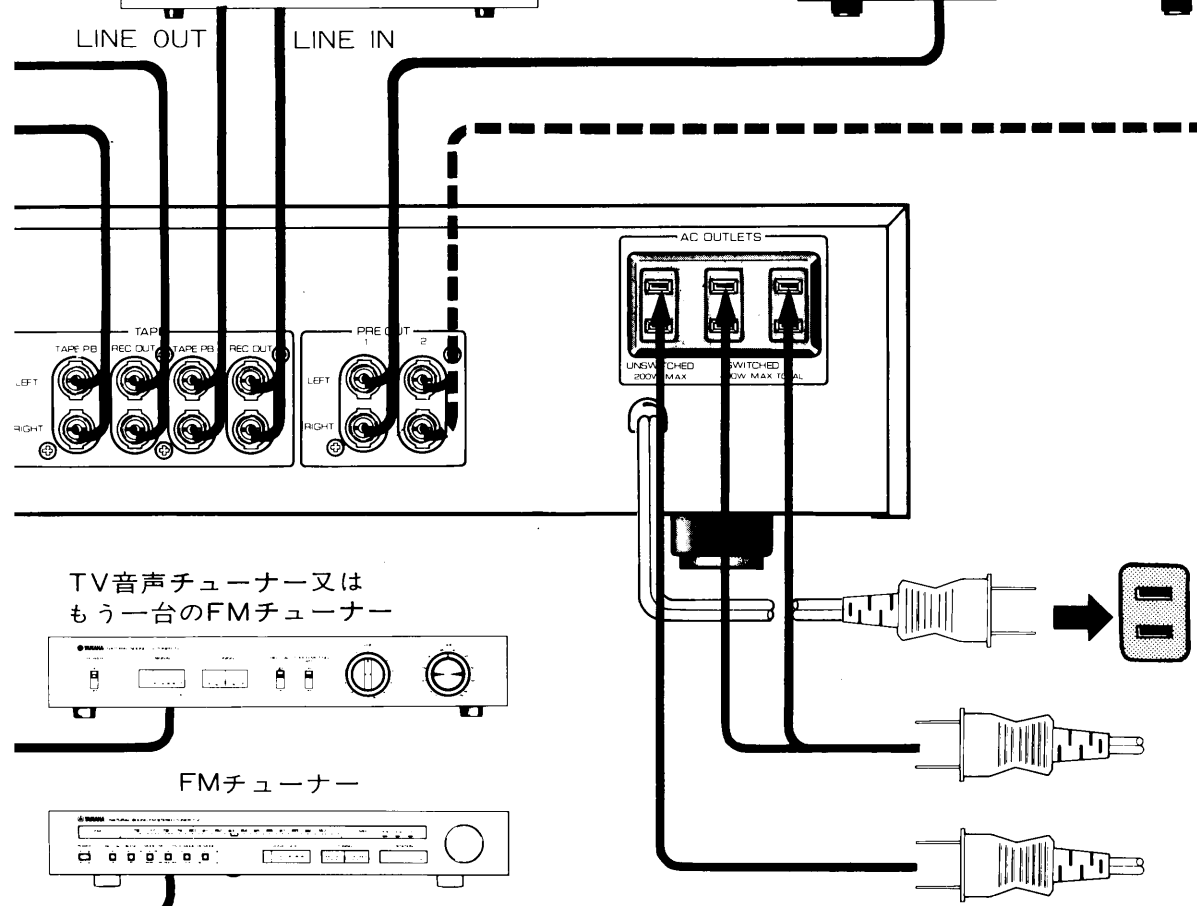 LINE OUT
LINE IN
AC OUTLETS
TAPE
PRE OUT
TAPE PB
REC OUT
TAPE PB
REC OUT
1
2
LEFT
RIGHT
LEFT
RIGHT
UNSWITCHED
200W MAX
SWITCHED
MAX TOTAL
TV音声チューナー又は
もう一台のFMチューナー
YAMAHA
FMチューナー
YAMAHA